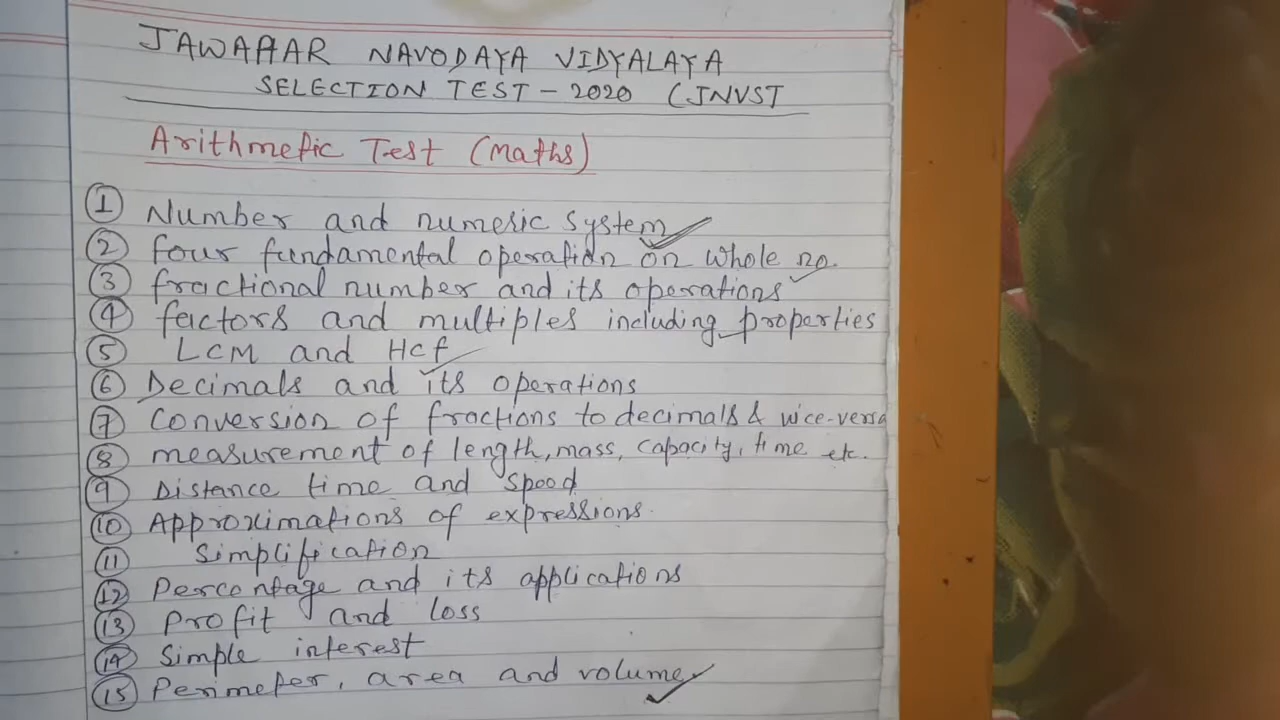 JAWAHAR NAVODAYA VIDYALAYA
SELECTION TEST - 2020 (JNVST
Arithmetic Test (Maths)
① Number and numeric system
② four fundamental operation on whole no.
③ fractional number and its operations
④ factors and multiples including properties
⑤ LCM and HCf
⑥ Decimals and its operations
⑦ Conversion of fractions to decimals & vice-versa
⑧ measurement of length, mass, capacity, time etc.
⑨ Distance time and speed
⑩ Approximations of expressions.
⑪ Simplification
⑫ Percentage and its applications
⑬ Profit and loss
⑭ Simple interest
⑮ Perimeter, area and volume